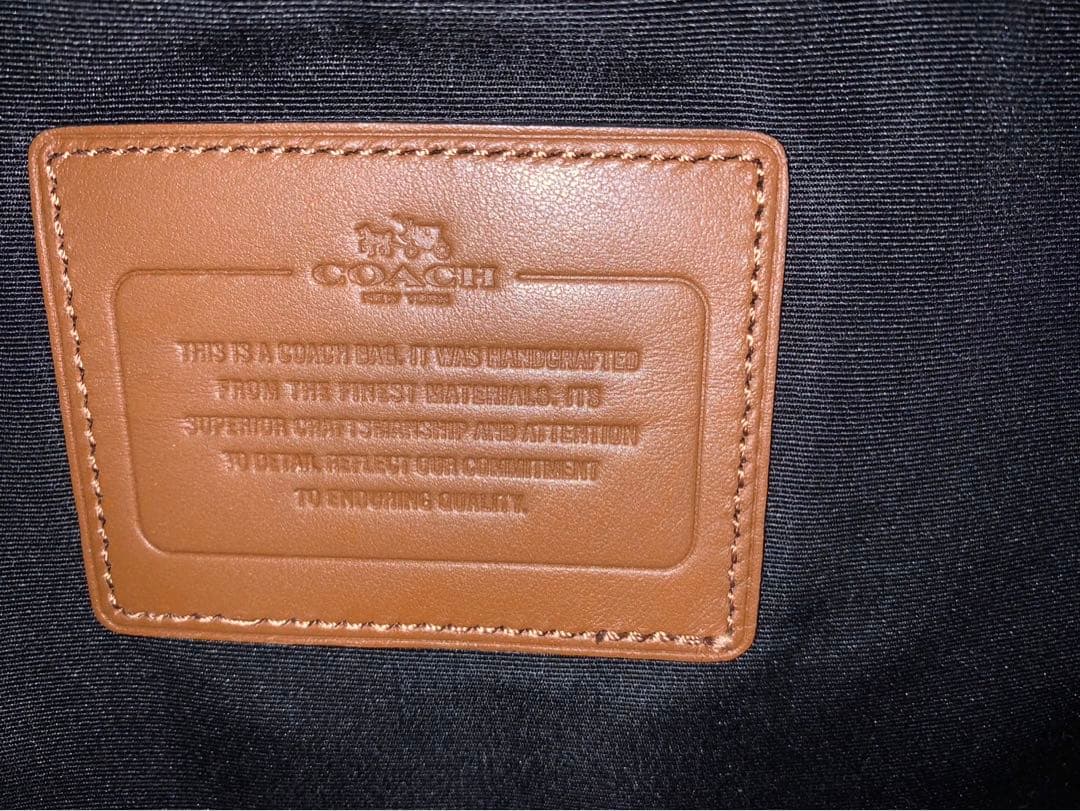 COACH
NEW YORK
THIS IS A COACH BAG. IT WAS HANDCRAFTED
FROM THE FINEST MATERIALS. ITS
SUPERIOR CRAFTSMANSHIP AND ATTENTION
TO DETAIL REFLECT OUR COMMITMENT
TO ENDURING QUALITY.